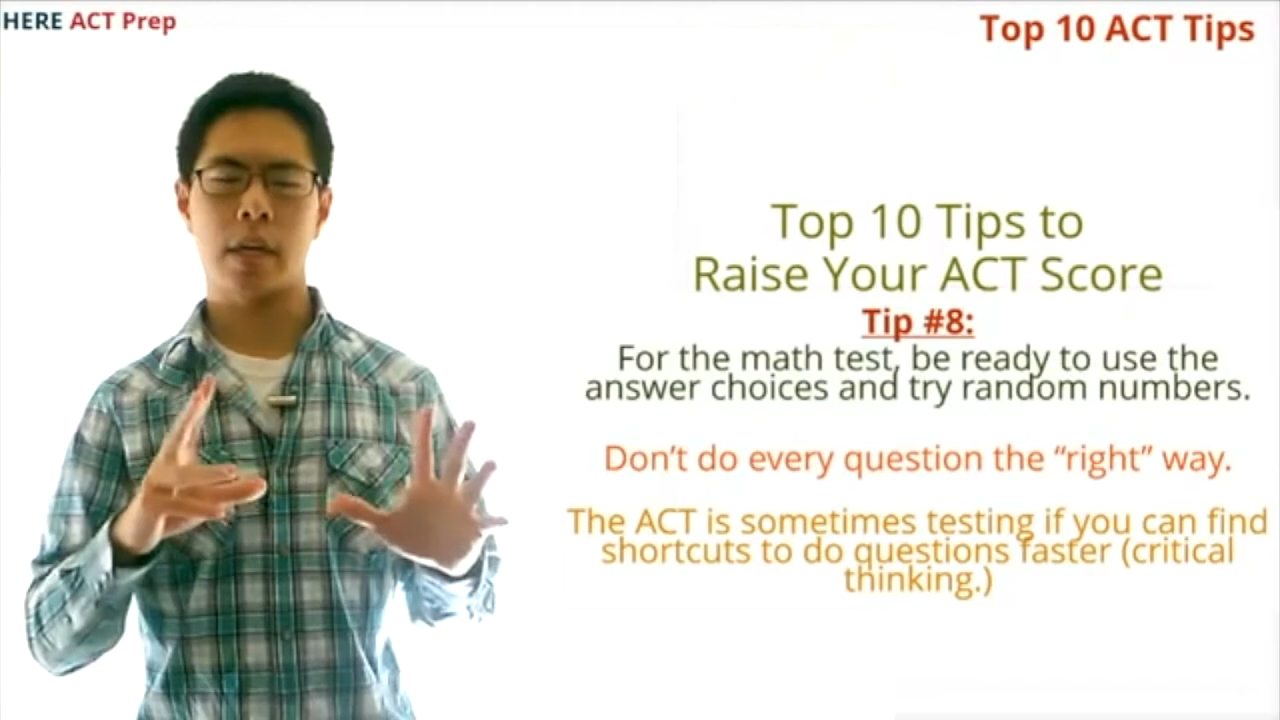 HERE ACT Prep
Top 10 ACT Tips
Top 10 Tips to
Raise Your ACT Score
Tip #8:
For the math test, be ready to use the
answer choices and try random numbers.
Don't do every question the “right” way.
The ACT is sometimes testing if you can find
shortcuts to do questions faster (critical
thinking.)